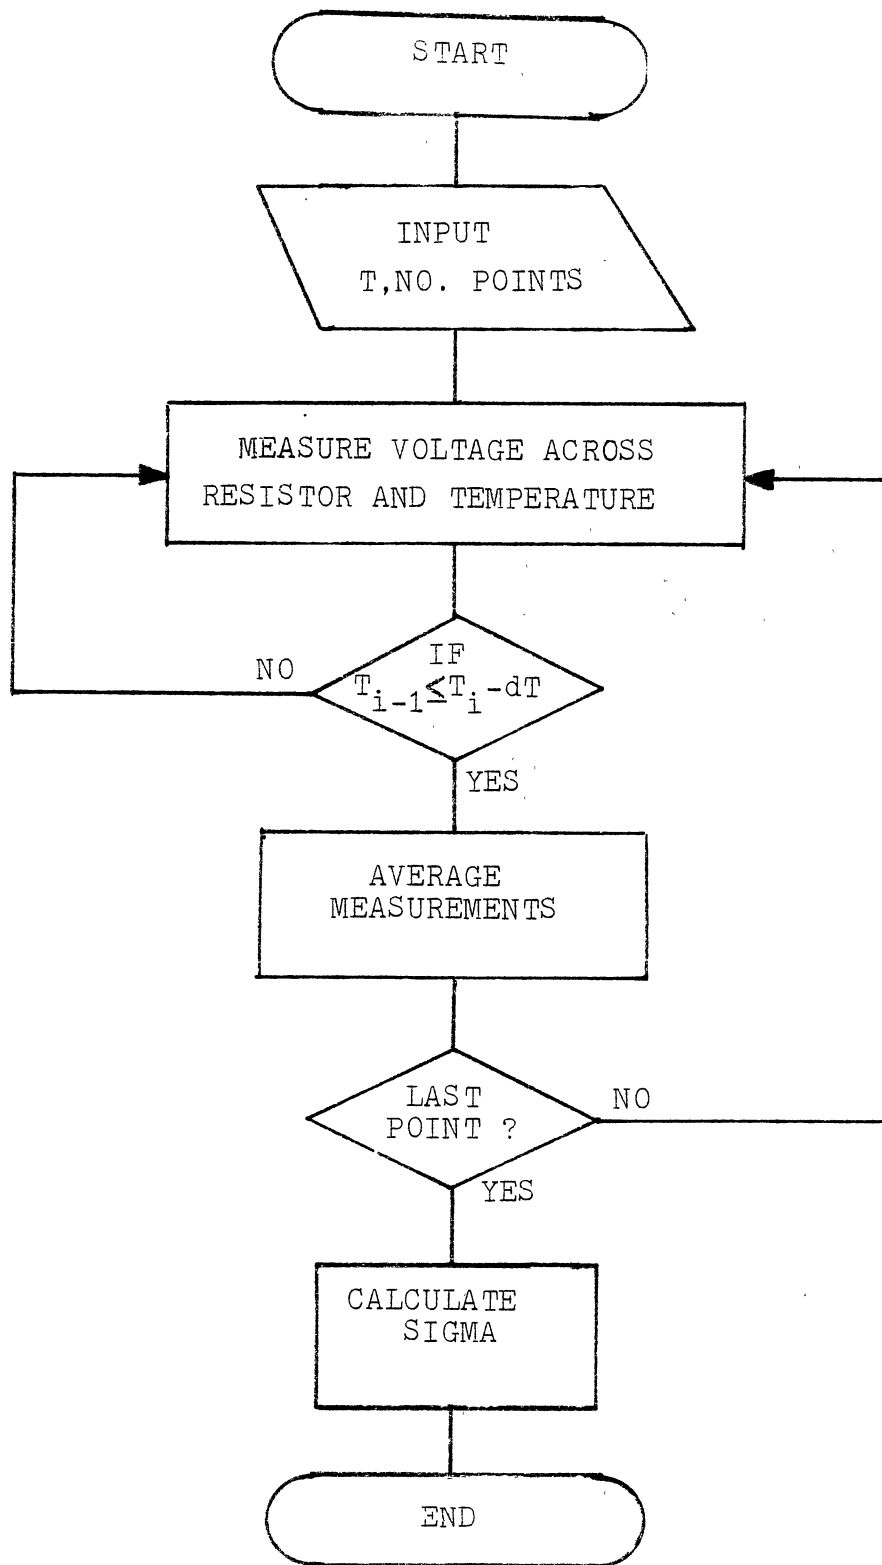 START
INPUT
T,NO. POINTS
MEASURE VOLTAGE ACROSS
RESISTOR AND TEMPERATURE
NO
IF
T_{i-1}≤T_i-dT
YES
AVERAGE
MEASUREMENTS
LAST
POINT ?
NO
YES
CALCULATE
SIGMA
END